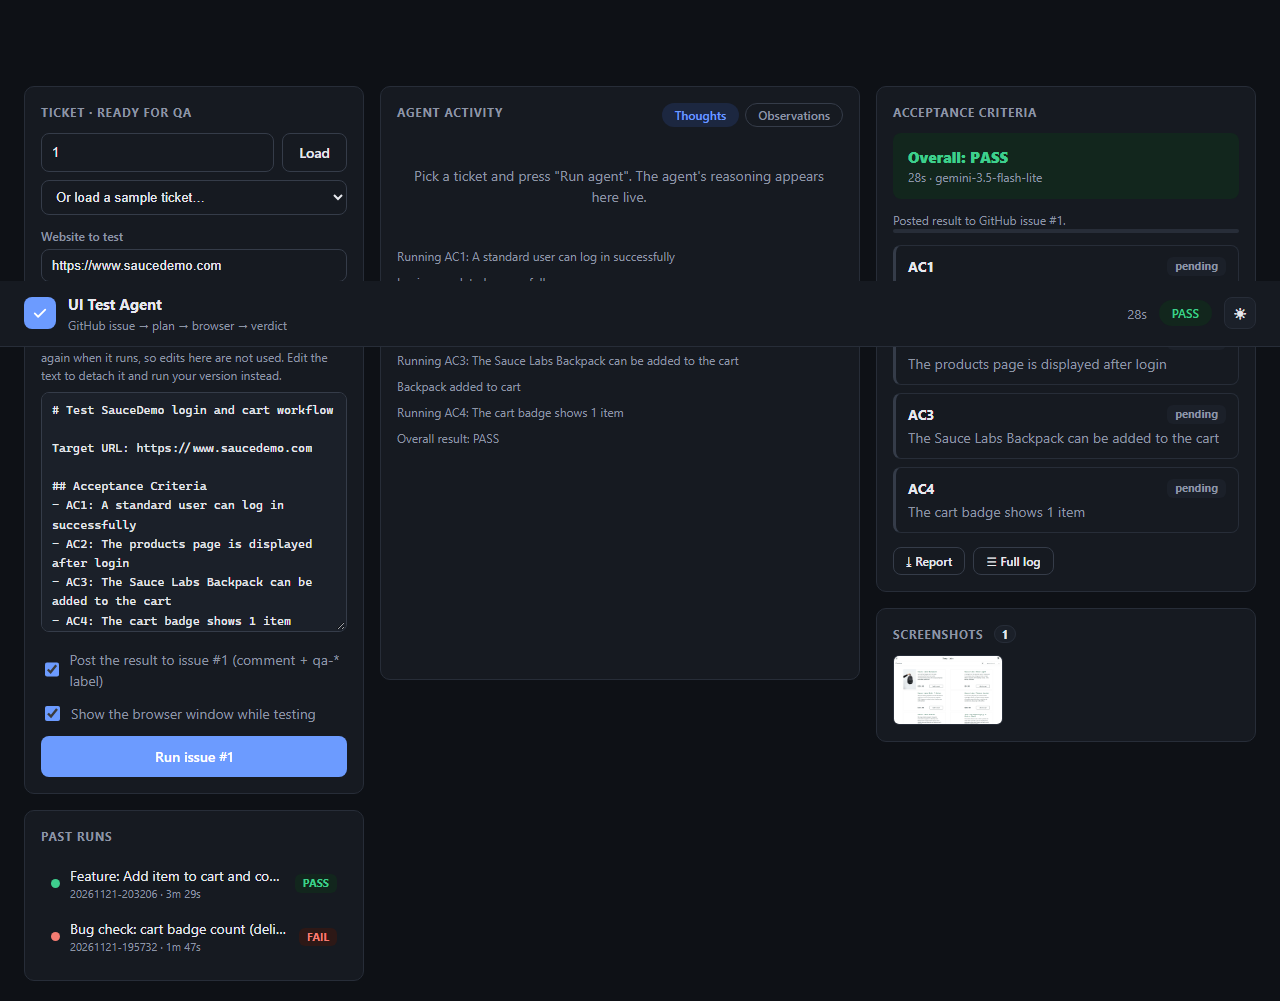 TICKET · READY FOR QA
1
Load
Or load a sample ticket...
Website to test
https://www.saucedemo.com
UI Test Agent
GitHub issue → plan → browser → verdict
28s
PASS
again when it runs, so edits here are not used. Edit the
text to detach it and run your version instead.
# Test SauceDemo login and cart workflow
Target URL: https://www.saucedemo.com
## Acceptance Criteria
- AC1: A standard user can log in
successfully
- AC2: The products page is displayed
after login
- AC3: The Sauce Labs Backpack can be
added to the cart
- AC4: The cart badge shows 1 item
Post the result to issue #1 (comment + qa-*
label)
Show the browser window while testing
Run issue #1
PAST RUNS
Feature: Add item to cart and co...
20261121-203206 · 3m 29s
PASS
Bug check: cart badge count (deli...
20261121-195732 · 1m 47s
FAIL
AGENT ACTIVITY
Thoughts
Observations
Pick a ticket and press "Run agent". The agent's reasoning appears
here live.
Running AC1: A standard user can log in successfully
Running AC3: The Sauce Labs Backpack can be added to the cart
Backpack added to cart
Running AC4: The cart badge shows 1 item
Overall result: PASS
ACCEPTANCE CRITERIA
Overall: PASS
28s · gemini-3.5-flash-lite
Posted result to GitHub issue #1.
AC1
pending
The products page is displayed after login
AC3
pending
The Sauce Labs Backpack can be added to the cart
AC4
pending
The cart badge shows 1 item
Report
Full log
SCREENSHOTS
1